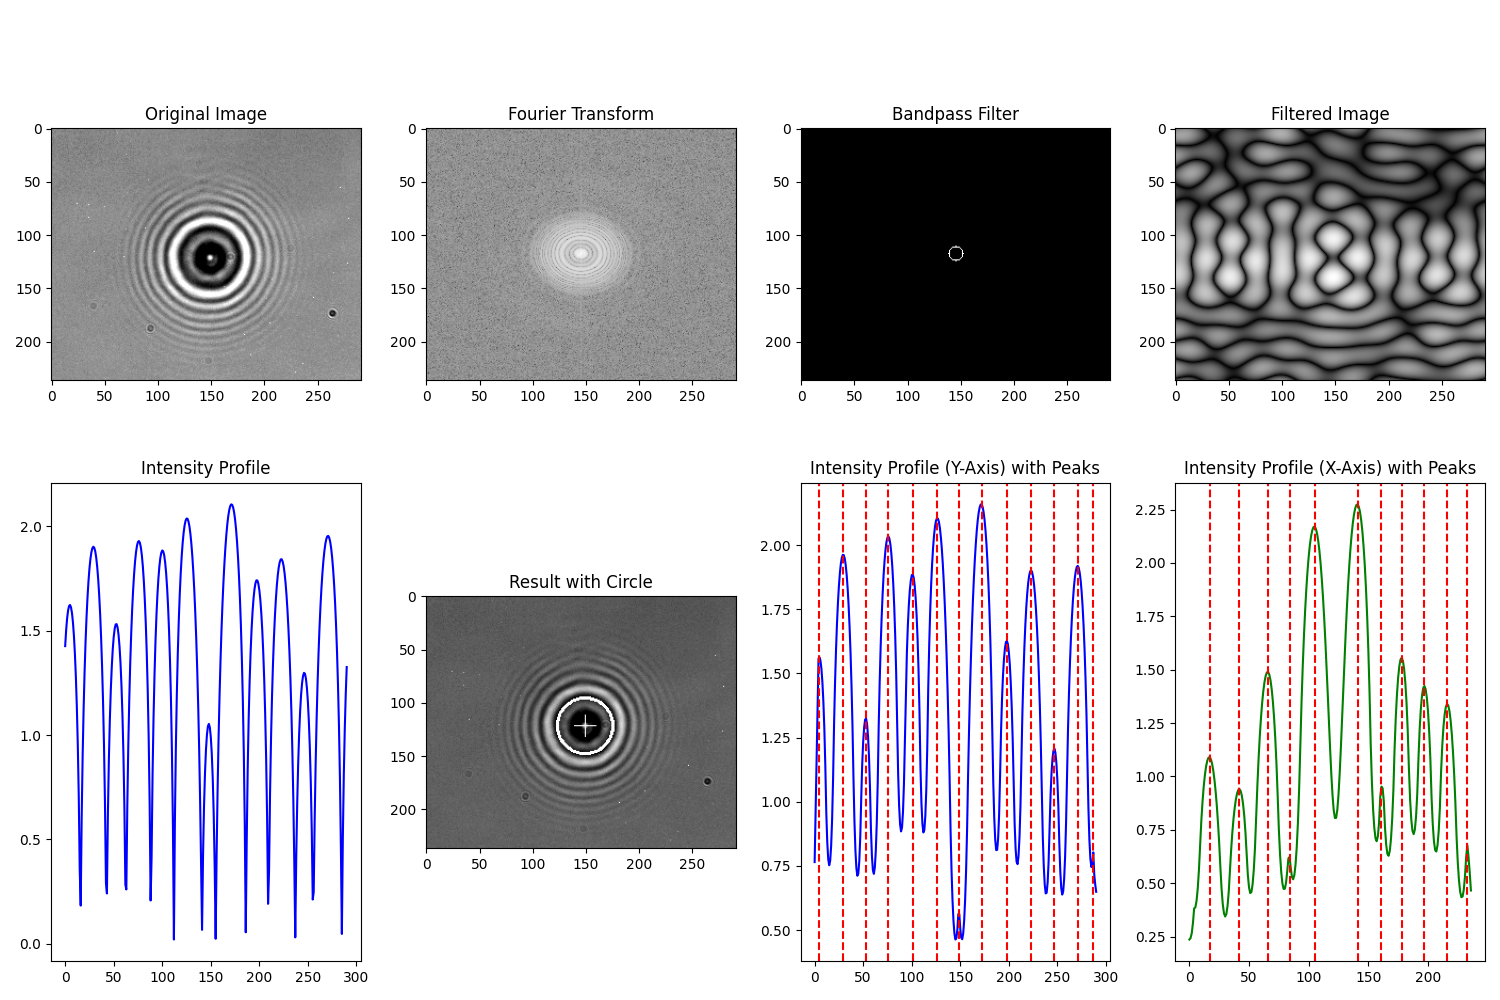 Original Image
0
50
100
150
200
0 50 100 150 200 250
Fourier Transform
0
50
100
150
200
0 50 100 150 200 250
Bandpass Filter
0
50
100
150
200
0 50 100 150 200 250
Filtered Image
0
50
100
150
200
0 50 100 150 200 250
Intensity Profile
2.0
1.5
1.0
0.5
0.0
0 50 100 150 200 250 300
Result with Circle
0
50
100
150
200
0 50 100 150 200 250
Intensity Profile (Y-Axis) with Peaks
2.00
1.75
1.50
1.25
1.00
0.75
0.50
0 50 100 150 200 250 300
Intensity Profile (X-Axis) with Peaks
2.25
2.00
1.75
1.50
1.25
1.00
0.75
0.50
0.25
0 50 100 150 200